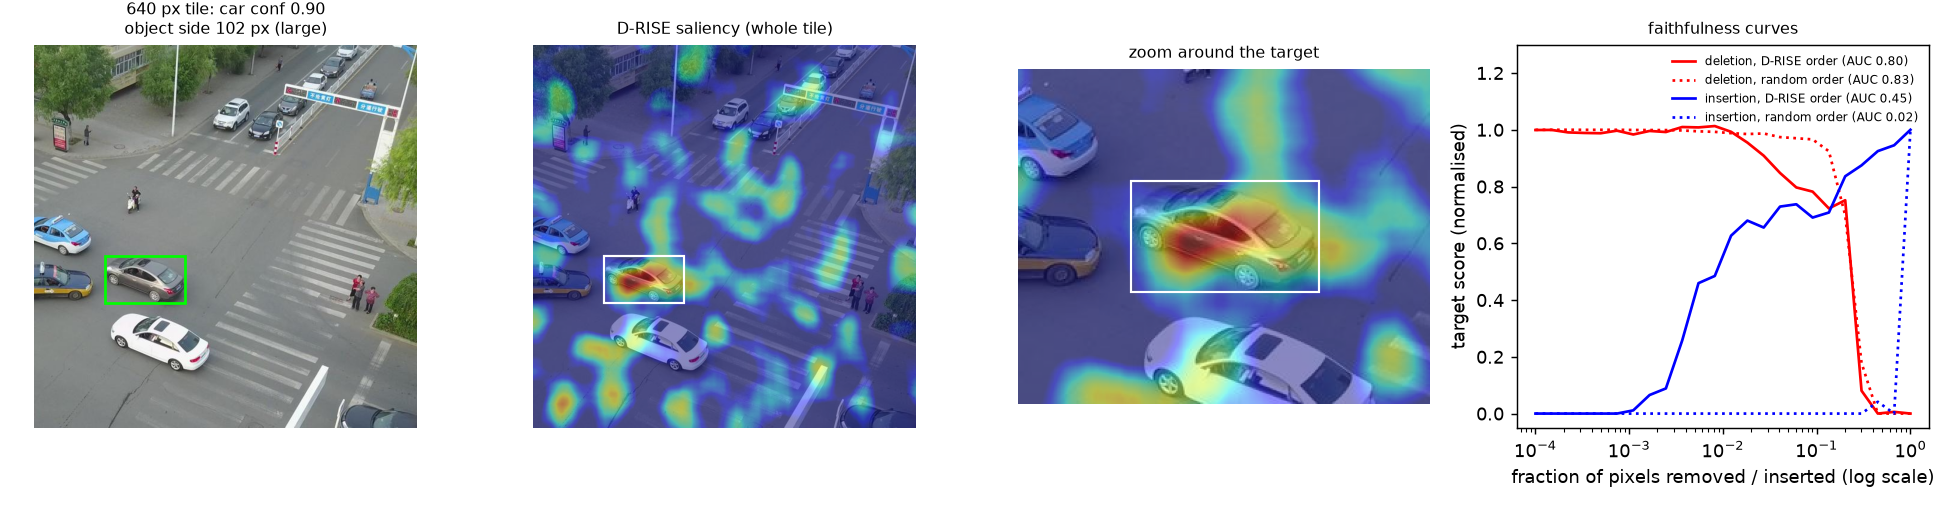 640 px tile: car conf 0.90
object side 102 px (large)
D-RISE saliency (whole tile)
zoom around the target
faithfulness curves
deletion, D-RISE order (AUC 0.80)
deletion, random order (AUC 0.83)
insertion, D-RISE order (AUC 0.45)
insertion, random order (AUC 0.02)
target score (normalised)
1.2
1.0
0.8
0.6
0.4
0.2
0.0
10⁻⁴
10⁻³
10⁻²
10⁻¹
10⁰
fraction of pixels removed / inserted (log scale)